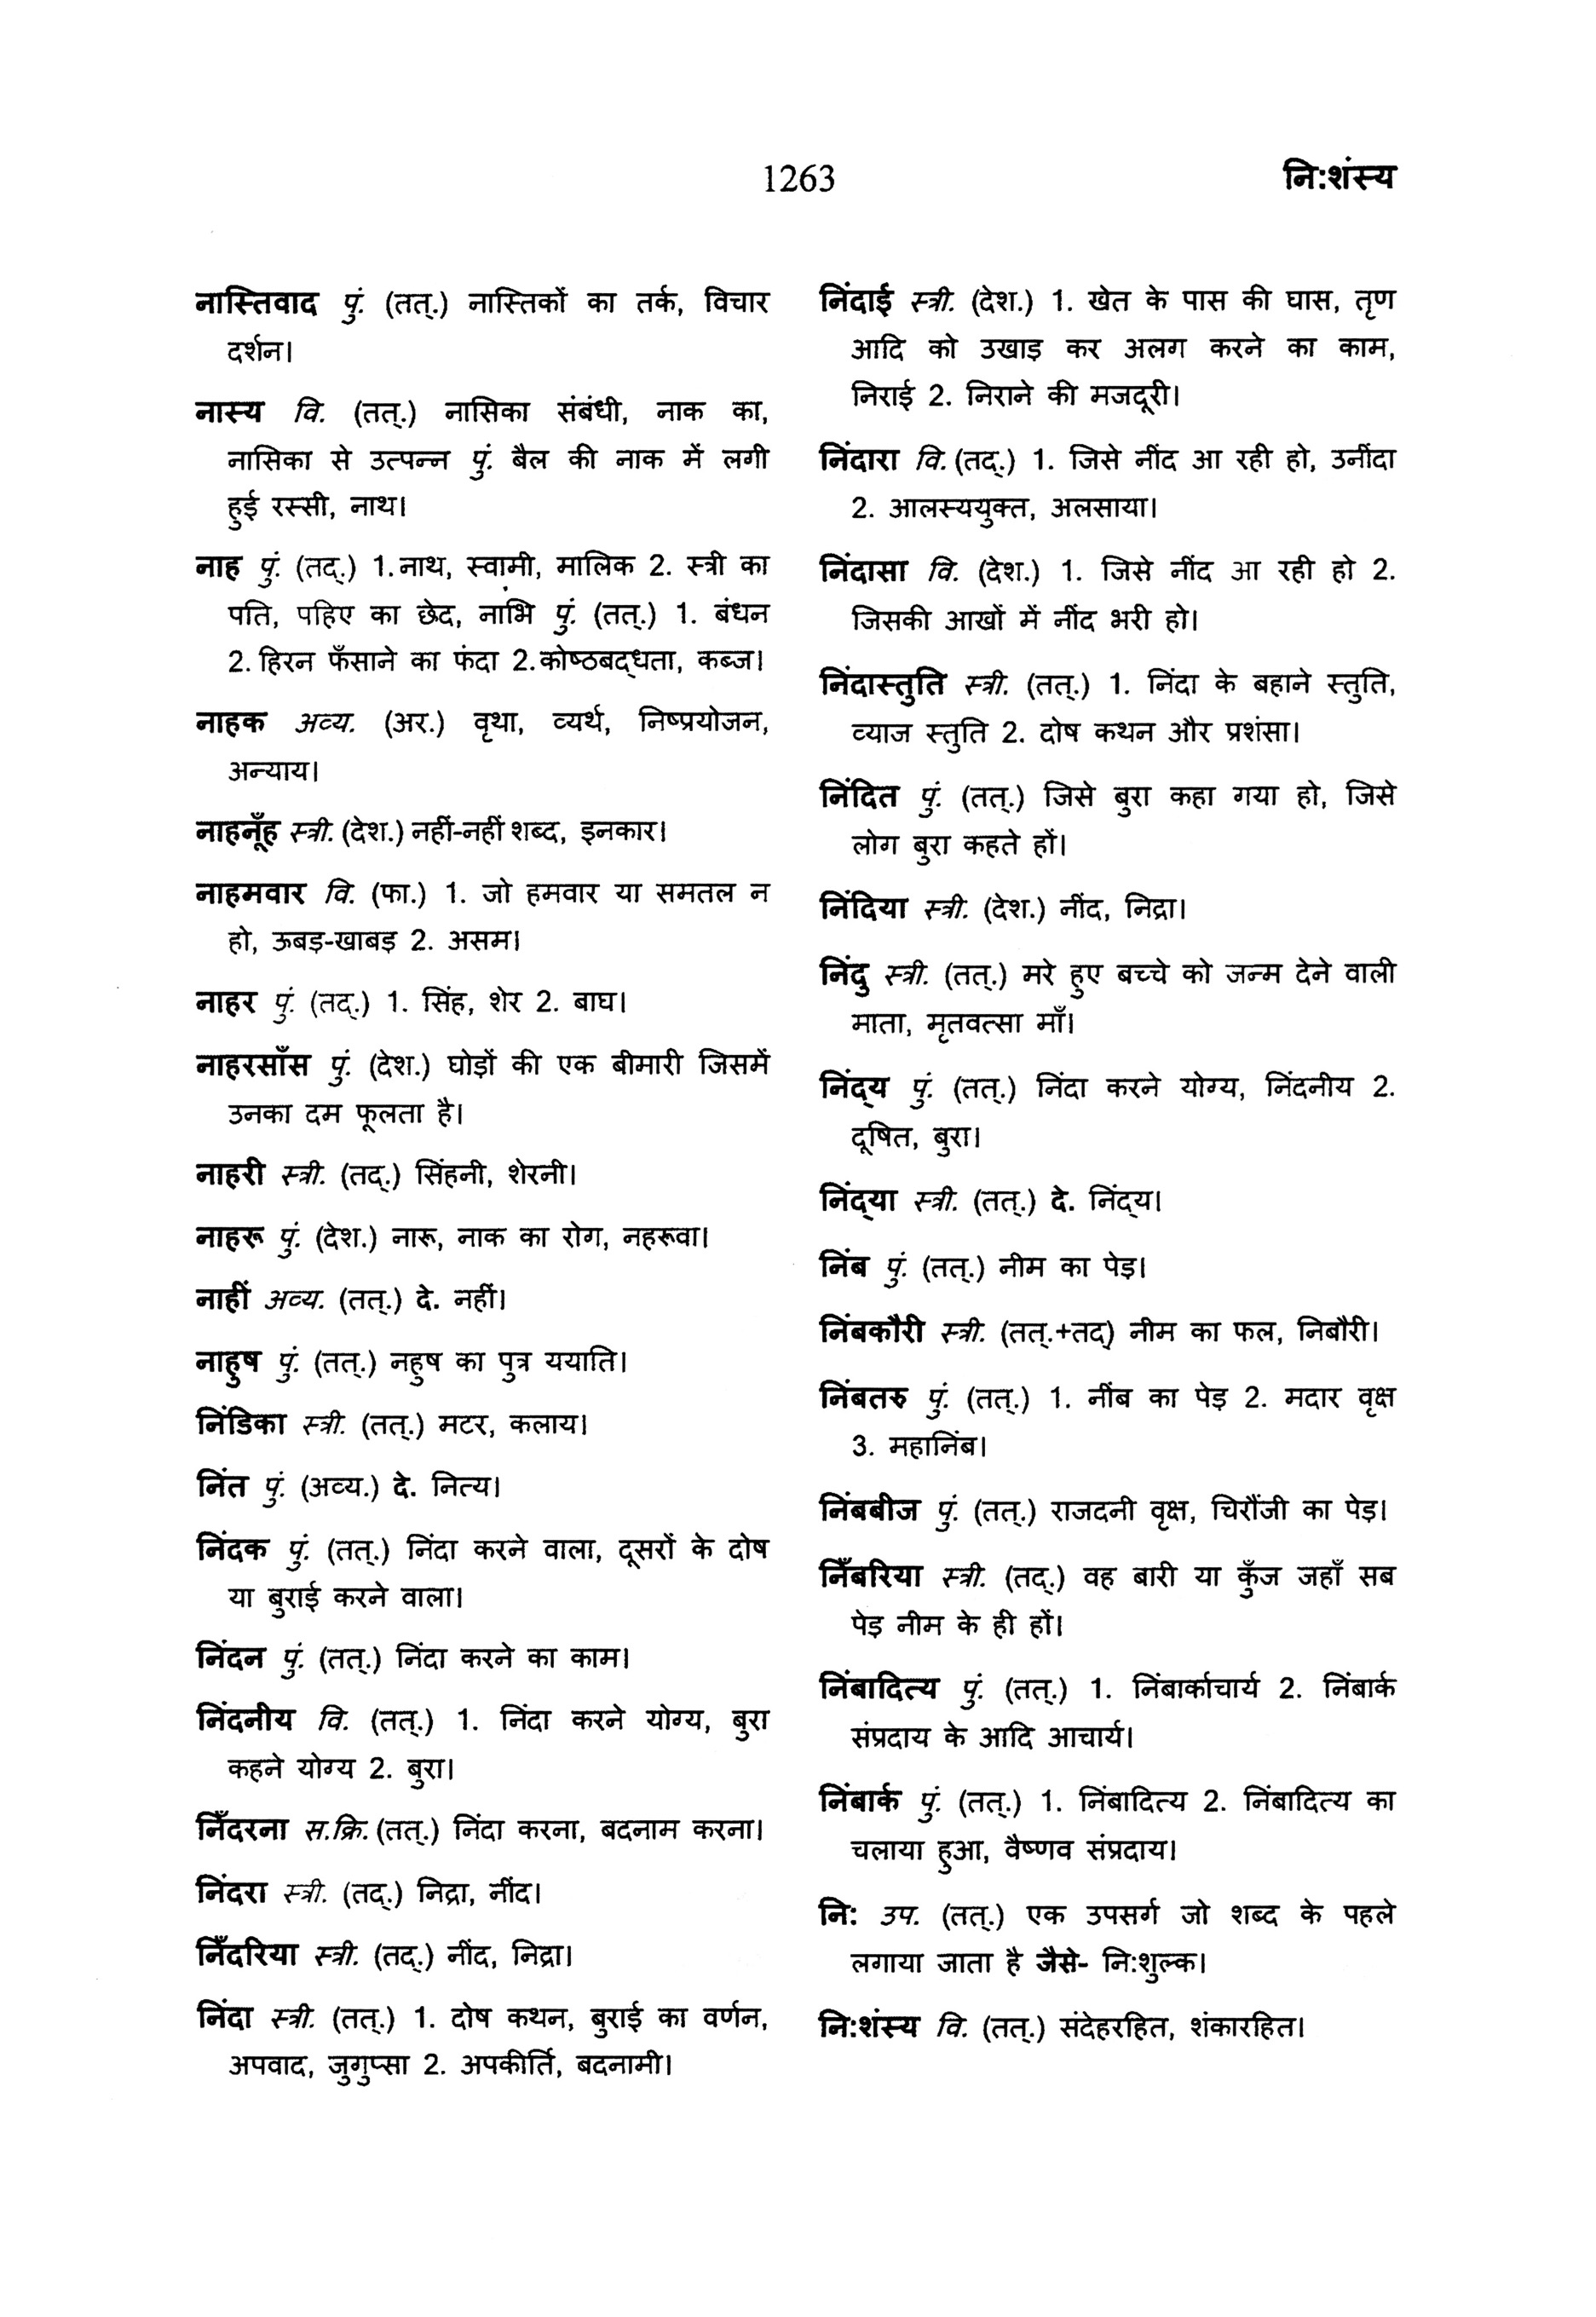 1263
नि:शंस्य
नास्तिवाद पुं. (तत्.) नास्तिकों का तर्क, विचार
दर्शन।
नास्य वि. (तत्.) नासिका संबंधी, नाक का,
नासिका से उत्पन्न पुं. बैल की नाक में लगी
हुई रस्सी, नाथ।
नाह पुं. (तद्.) 1. नाथ, स्वामी, मालिक 2. स्त्री का
पति, पहिए का छेद, नाभि पुं. (तत्.) 1. बंधन
2. हिरन फँसाने का फंदा 2. कोष्ठबद्धता, कब्ज।
नाहक अव्य. (अर.) वृथा, व्यर्थ, निष्प्रयोजन,
अन्याय।
नाहनूँह स्त्री. (देश.) नहीं-नहीं शब्द, इनकार।
नाहमवार वि. (फा.) 1. जो हमवार या समतल न
हो, ऊबड़-खाबड़ 2. असम।
नाहर पुं. (तद्.) 1. सिंह, शेर 2. बाघ।
नाहरसाँस पुं. (देश.) घोड़ों की एक बीमारी जिसमें
उनका दम फूलता है।
नाहरी स्त्री. (तद्.) सिंहनी, शेरनी।
नाहरू पुं. (देश.) नारू, नाक का रोग, नहरूवा।
नाहीं अव्य. (तत्.) दे. नहीं।
नाहुष पुं. (तत्.) नहुष का पुत्र ययाति।
निंडिका स्त्री. (तत्.) मटर, कलाय।
निंत पुं. (अव्य.) दे. नित्य।
निंदक पुं. (तत्.) निंदा करने वाला, दूसरों के दोष
या बुराई करने वाला।
निंदन पुं. (तत्.) निंदा करने का काम।
निंदनीय वि. (तत्.) 1. निंदा करने योग्य, बुरा
कहने योग्य 2. बुरा।
निँदरना स.क्रि. (तत्.) निंदा करना, बदनाम करना।
निंदरा स्त्री. (तद्.) निद्रा, नींद।
निँदरिया स्त्री. (तद्.) नींद, निद्रा।
निंदा स्त्री. (तत्.) 1. दोष कथन, बुराई का वर्णन,
अपवाद, जुगुप्सा 2. अपकीर्ति, बदनामी।
निंदाई स्त्री. (देश.) 1. खेत के पास की घास, तृण
आदि को उखाड़ कर अलग करने का काम,
निराई 2. निराने की मजदूरी।
निंदारा वि. (तद्.) 1. जिसे नींद आ रही हो, उनींदा
2. आलस्ययुक्त, अलसाया।
निंदासा वि. (देश.) 1. जिसे नींद आ रही हो 2.
जिसकी आखों में नींद भरी हो।
निंदास्तुति स्त्री. (तत्.) 1. निंदा के बहाने स्तुति,
व्याज स्तुति 2. दोष कथन और प्रशंसा।
निंदित पुं. (तत्.) जिसे बुरा कहा गया हो, जिसे
लोग बुरा कहते हों।
निंदिया स्त्री. (देश.) नींद, निद्रा।
निंदु स्त्री. (तत्.) मरे हुए बच्चे को जन्म देने वाली
माता, मृतवत्सा माँ।
निंद्‌य पुं. (तत्.) निंदा करने योग्य, निंदनीय 2.
दूषित, बुरा।
निंद्‌या स्त्री. (तत्.) दे. निंद्‌य।
निंब पुं. (तत्.) नीम का पेड़।
निंबकौरी स्त्री. (तत्.+तद्) नीम का फल, निबौरी।
निंबतरु पुं. (तत्.) 1. नींब का पेड़ 2. मदार वृक्ष
3. महानिंब।
निंबबीज पुं. (तत्.) राजदनी वृक्ष, चिरौंजी का पेड़।
निँबरिया स्त्री. (तद्.) वह बारी या कुँज जहाँ सब
पेड़ नीम के ही हों।
निंबादित्य पुं. (तत्.) 1. निंबार्काचार्य 2. निंबार्क
संप्रदाय के आदि आचार्य।
निंबार्क पुं. (तत्.) 1. निंबादित्य 2. निंबादित्य का
चलाया हुआ, वैष्णव संप्रदाय।
नि: उप. (तत्.) एक उपसर्ग जो शब्द के पहले
लगाया जाता है जैसे- नि:शुल्क।
नि:शंस्य वि. (तत्.) संदेहरहित, शंकारहित।